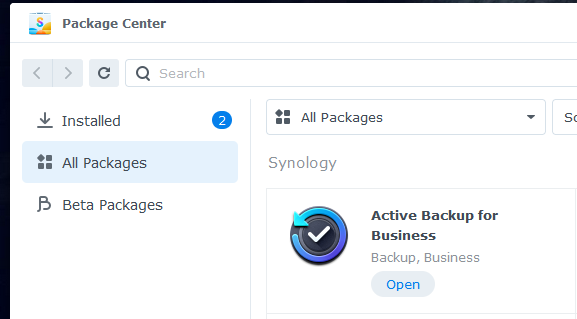 Package Center
Search
Installed
2
All Packages
Beta Packages
All Packages
Synology
Active Backup for
Business
Backup, Business
Open